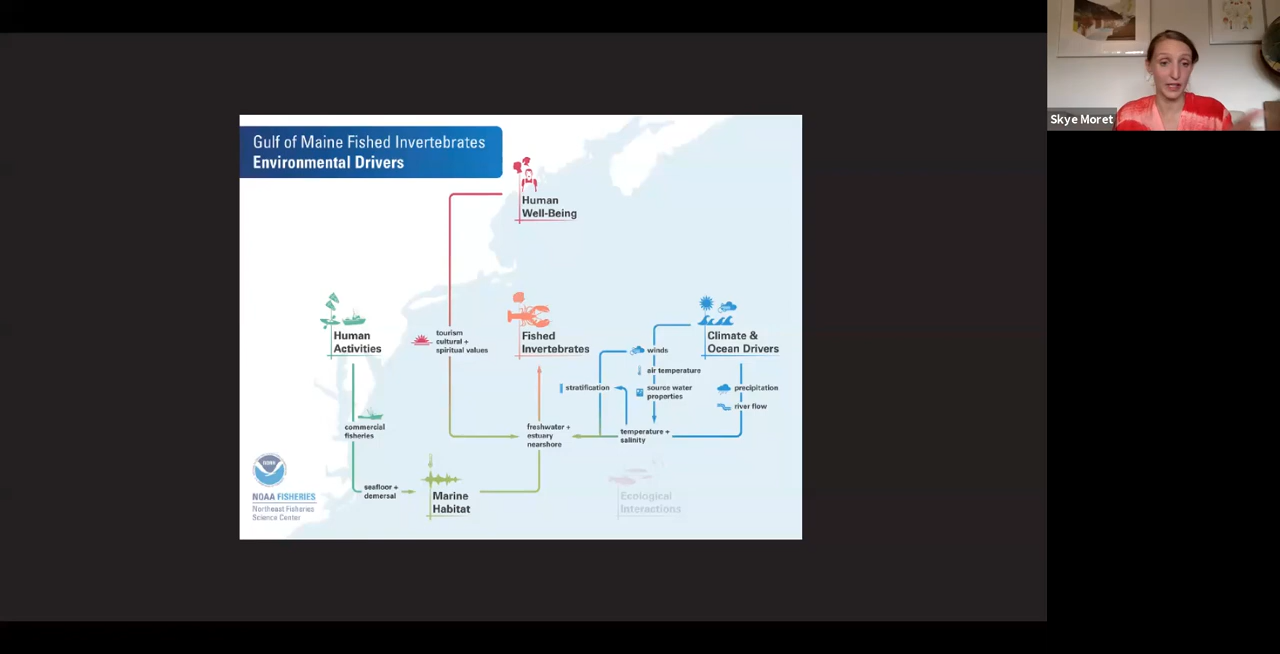 Skye Moret
Gulf of Maine Fished Invertebrates
Environmental Drivers
Human
Well-Being
Human
Activities
tourism
cultural +
spiritual values
Fished
Invertebrates
Climate &
Ocean Drivers
winds
air temperature
source water
properties
stratification
precipitation
river flow
commercial
fisheries
freshwater +
estuary
nearshore
temperature +
salinity
seafloor +
demersal
Marine
Habitat
Ecological
Interactions
NOAA
NOAA FISHERIES
Northeast Fisheries
Science Center